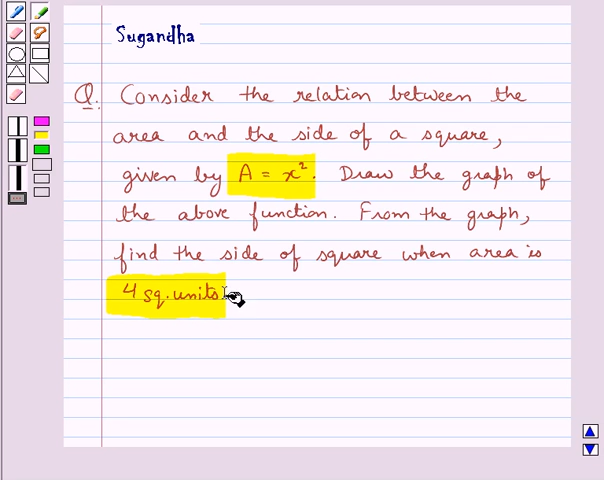 Sugandha
Q. Consider the relation between the
area and the side of a square,
given by A = x². Draw the graph of
the above function. From the graph,
find the side of square when area is
4 sq. units.